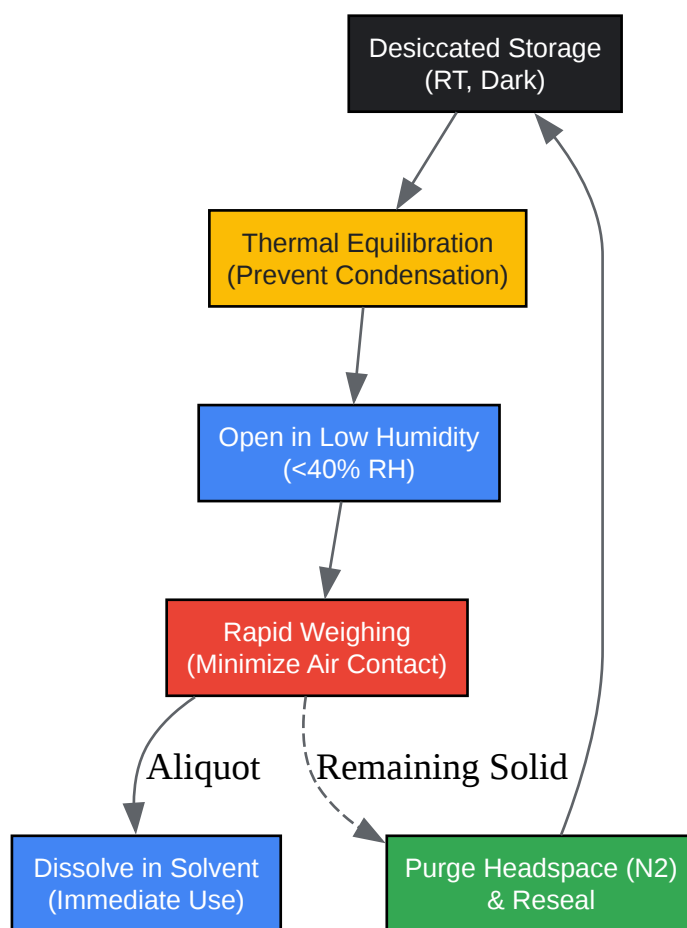 Desiccated Storage
(RT, Dark)
Thermal Equilibration
(Prevent Condensation)
Open in Low Humidity
(<40% RH)
Rapid Weighing
(Minimize Air Contact)
Aliquot
Remaining Solid
Dissolve in Solvent
(Immediate Use)
Purge Headspace (N2)
& Reseal